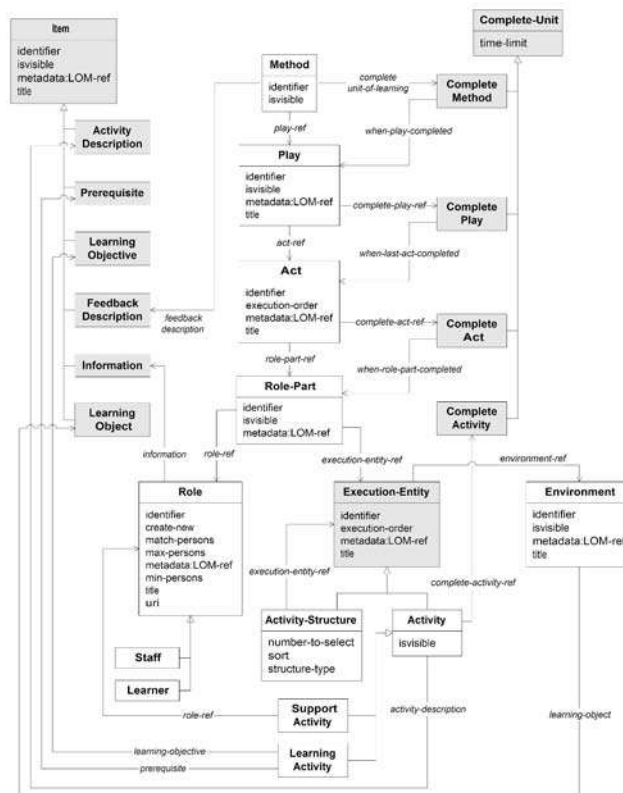 Item
identifier
isvisible
metadata:LOM-ref
title
Complete-Unit
time-limit
Method
identifier
isvisible
complete
unit-of-learning
Complete
Method
play-ref
when-play-completed
Activity
Description
Play
identifier
isvisible
metadata:LOM-ref
title
Prerequisite
complete-play-ref
Complete
Play
Learning
Objective
act-ref
when-last-act-completed
Act
identifier
execution-order
metadata:LOM-ref
title
Feedback
Description
feedback
description
complete-act-ref
Complete
Act
Information
role-part-ref
when-role-part-completed
Role-Part
identifier
isvisible
metadata:LOM-ref
Learning
Object
Complete
Activity
information
role-ref
execution-entity-ref
environment-ref
Role
identifier
create-new
match-persons
max-persons
metadata:LOM-ref
min-persons
title
uri
Execution-Entity
identifier
execution-order
metadata:LOM-ref
title
Environment
identifier
isvisible
metadata:LOM-ref
title
execution-entity-ref
complete-activity-ref
Activity-Structure
number-to-select
sort
structure-type
Activity
isvisible
Staff
Learner
role-ref
Support
Activity
activity-description
learning-object
learning-objective
prerequisite
Learning
Activity